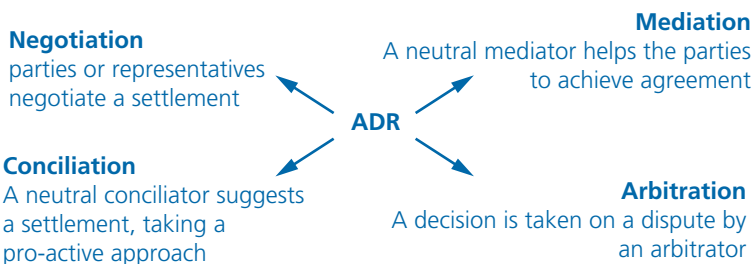 Negotiation
parties or representatives
negotiate a settlement
Mediation
A neutral mediator helps the parties
to achieve agreement
ADR
Conciliation
A neutral conciliator suggests
a settlement, taking a
pro-active approach
Arbitration
A decision is taken on a dispute by
an arbitrator